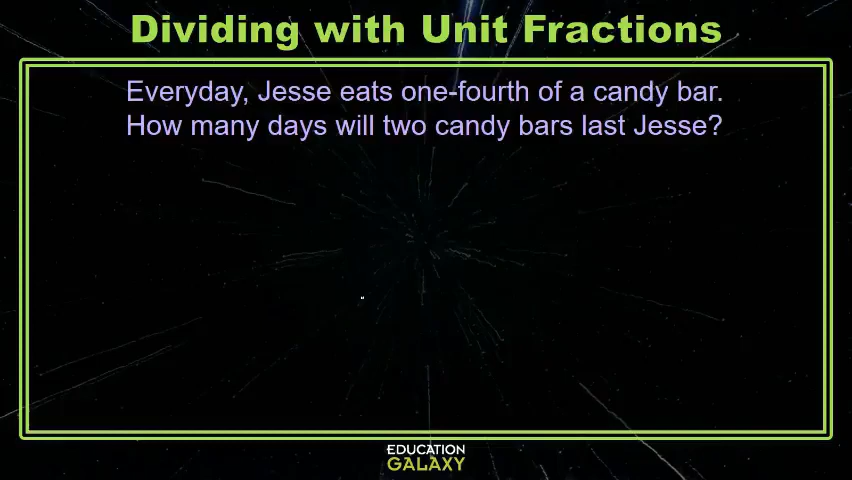 Dividing with Unit Fractions
Everyday, Jesse eats one-fourth of a candy bar.
How many days will two candy bars last Jesse?
EDUCATION
GALAXY